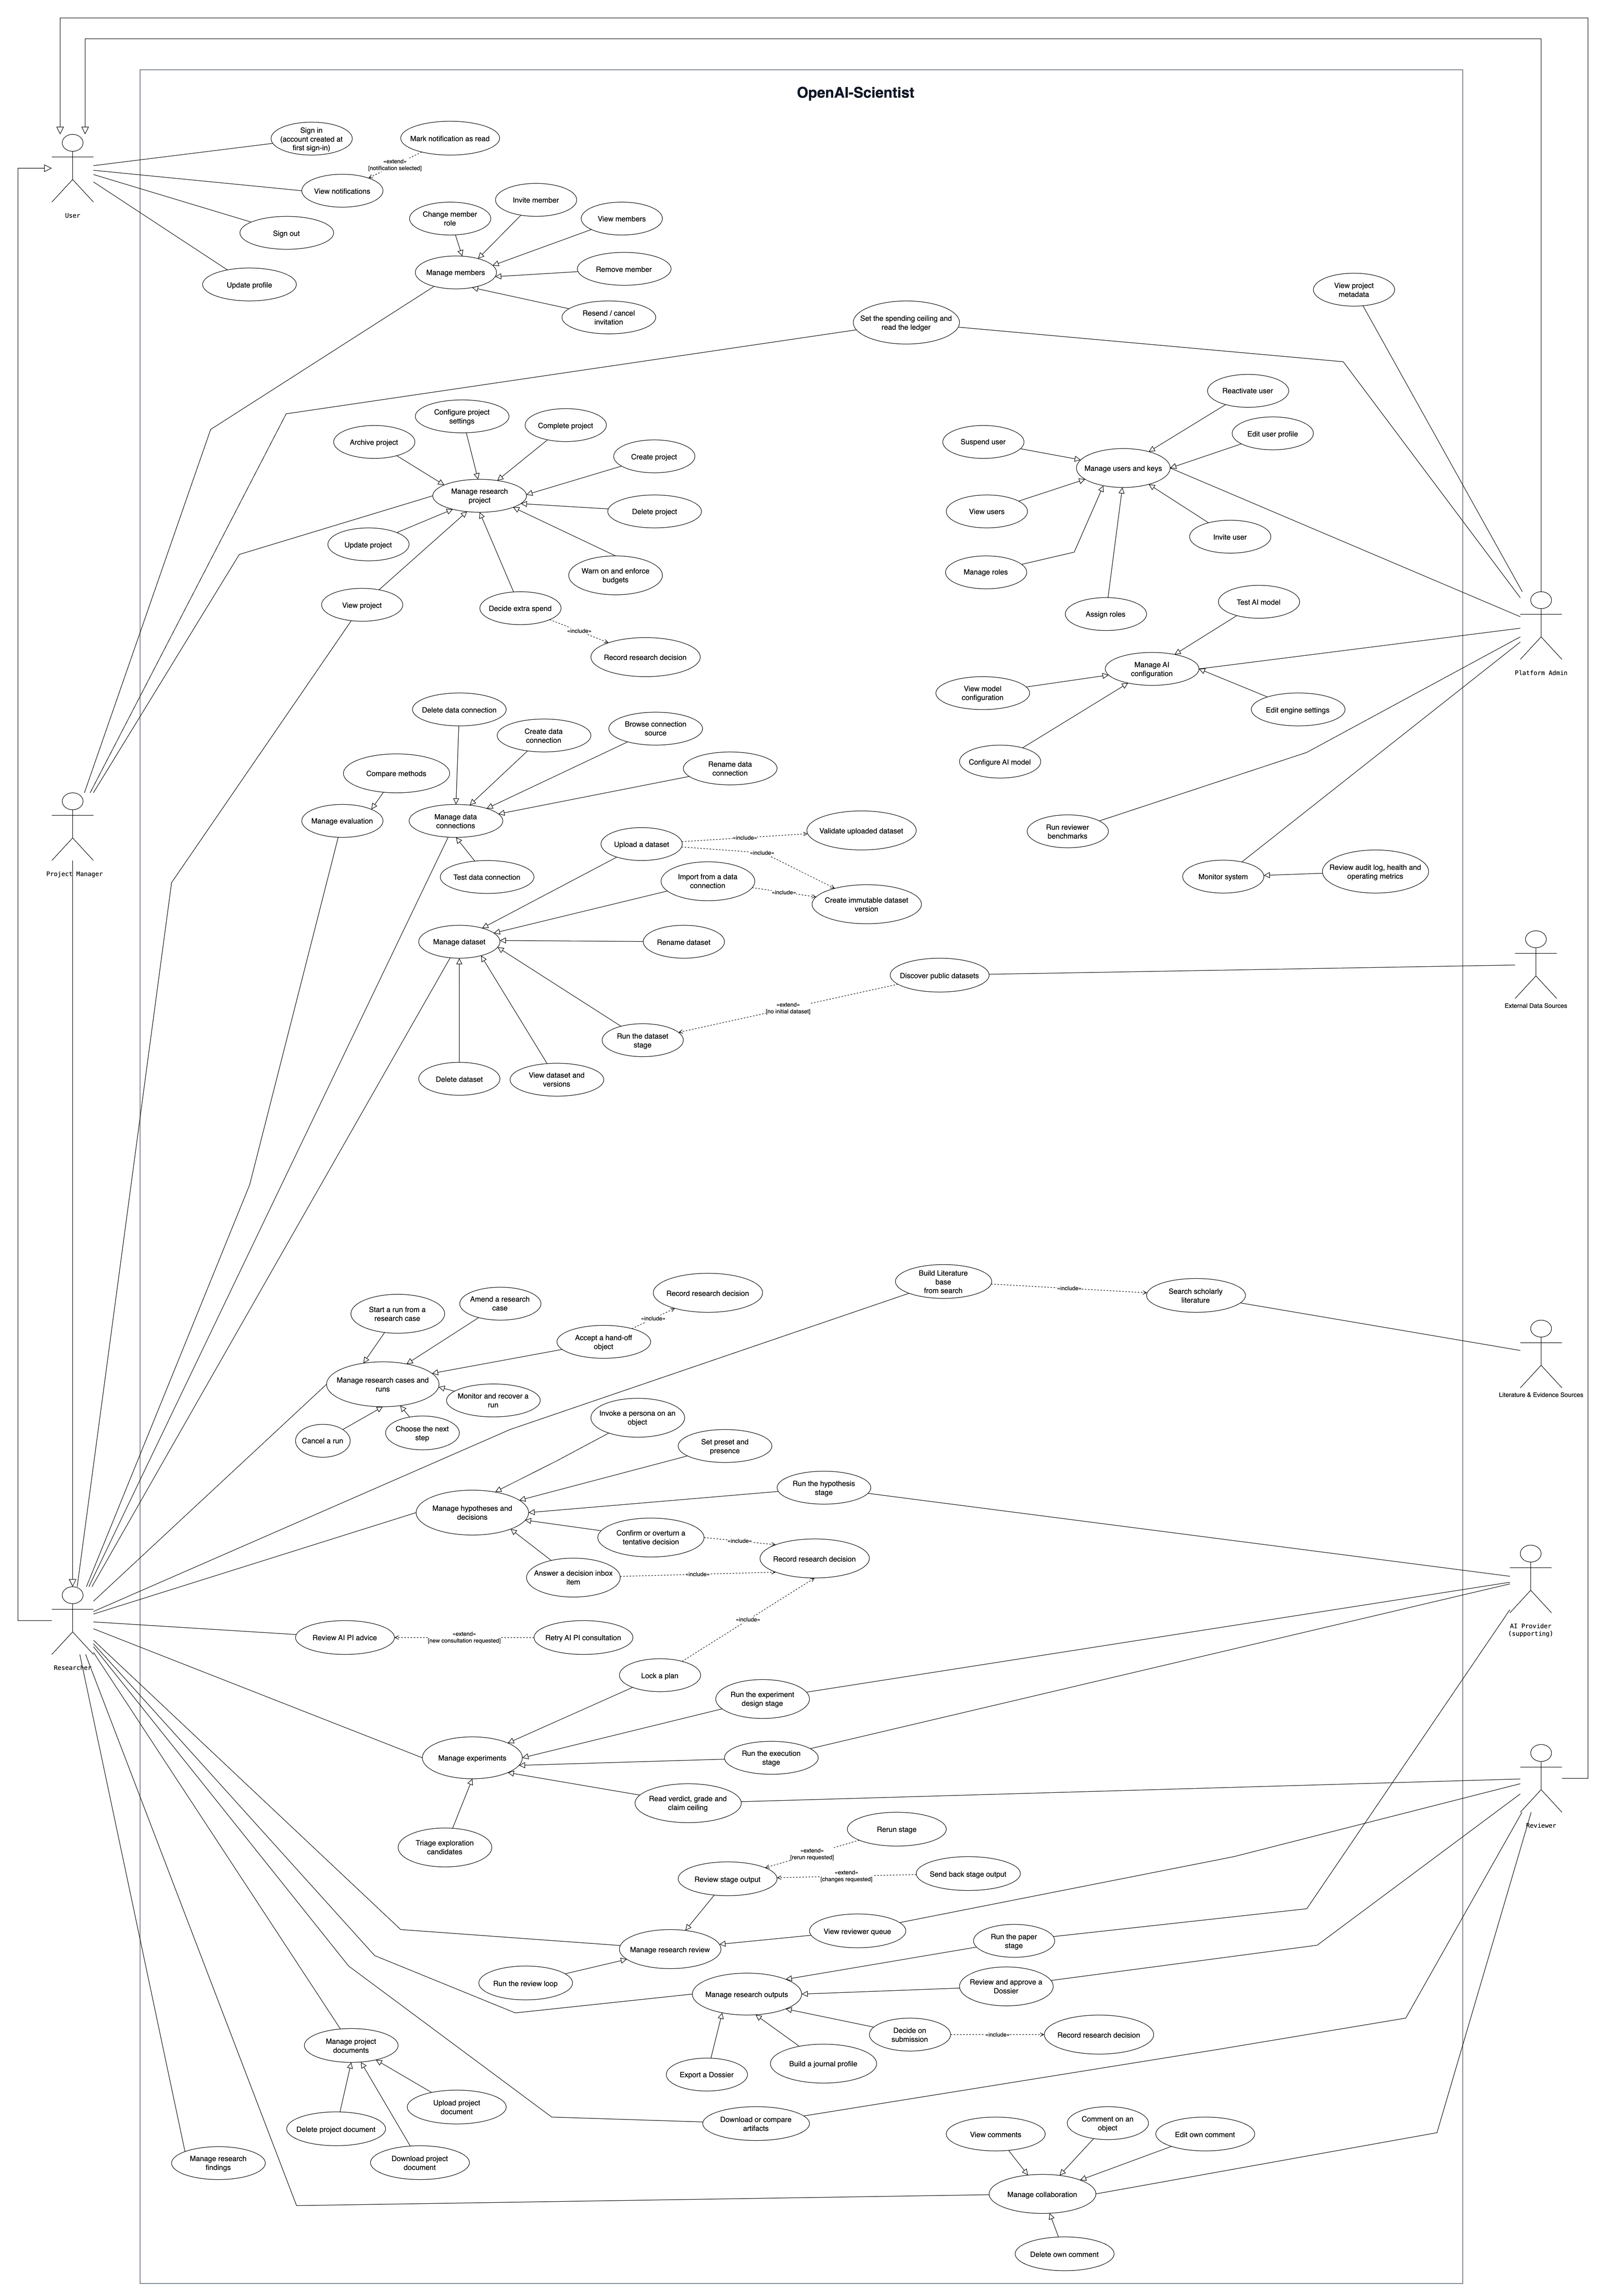 OpenAI-Scientist
Sign in
(account created at
first sign-in)
Mark notification as read
«extend»
[notification selected]
View notifications
User
Sign out
Update profile
Invite member
Change member
role
View members
Manage members
Remove member
Resend / cancel
invitation
Set the spending ceiling and
read the ledger
View project
metadata
Configure project
settings
Archive project
Complete project
Create project
Manage research
project
Delete project
Update project
Warn on and enforce
budgets
View project
Decide extra spend
«include»
Record research decision
Reactivate user
Suspend user
Edit user profile
Manage users and keys
View users
Invite user
Manage roles
Assign roles
Test AI model
Manage AI
configuration
View model
configuration
Edit engine settings
Configure AI model
Platform Admin
Delete data connection
Create data
connection
Browse connection
source
Rename data
connection
Compare methods
Manage evaluation
Manage data
connections
Test data connection
Project Manager
Upload a dataset
«include»
Validate uploaded dataset
«include»
Import from a data
connection
«include»
Create immutable dataset
version
Manage dataset
Rename dataset
Run reviewer
benchmarks
Monitor system
Review audit log, health and
operating metrics
Discover public datasets
External Data Sources
«extend»
[no initial dataset]
Run the dataset
stage
Delete dataset
View dataset and
versions
Build Literature
base
from search
«include»
Search scholarly
literature
Literature & Evidence Sources
Start a run from a
research case
Amend a research
case
Record research decision
«include»
Accept a hand-off
object
Manage research cases and
runs
Monitor and recover a
run
Cancel a run
Choose the next
step
Invoke a persona on an
object
Set preset and
presence
Run the hypothesis
stage
Manage hypotheses and
decisions
Confirm or overturn a
tentative decision
«include»
Record research decision
Answer a decision inbox
item
«include»
«include»
AI Provider
(supporting)
Review AI PI advice
«extend»
[new consultation requested]
Retry AI PI consultation
Researcher
Lock a plan
Run the experiment
design stage
Manage experiments
Run the execution
stage
Read verdict, grade and
claim ceiling
Triage exploration
candidates
Reviewer
Rerun stage
«extend»
[rerun requested]
Review stage output
«extend»
[changes requested]
Send back stage output
View reviewer queue
Manage research review
Run the paper
stage
Run the review loop
Manage research outputs
Review and approve a
Dossier
Decide on
submission
«include»
Record research decision
Build a journal profile
Export a Dossier
Manage project
documents
Upload project
document
Delete project document
Download project
document
Manage research
findings
Download or compare
artifacts
View comments
Comment on an
object
Edit own comment
Manage collaboration
Delete own comment